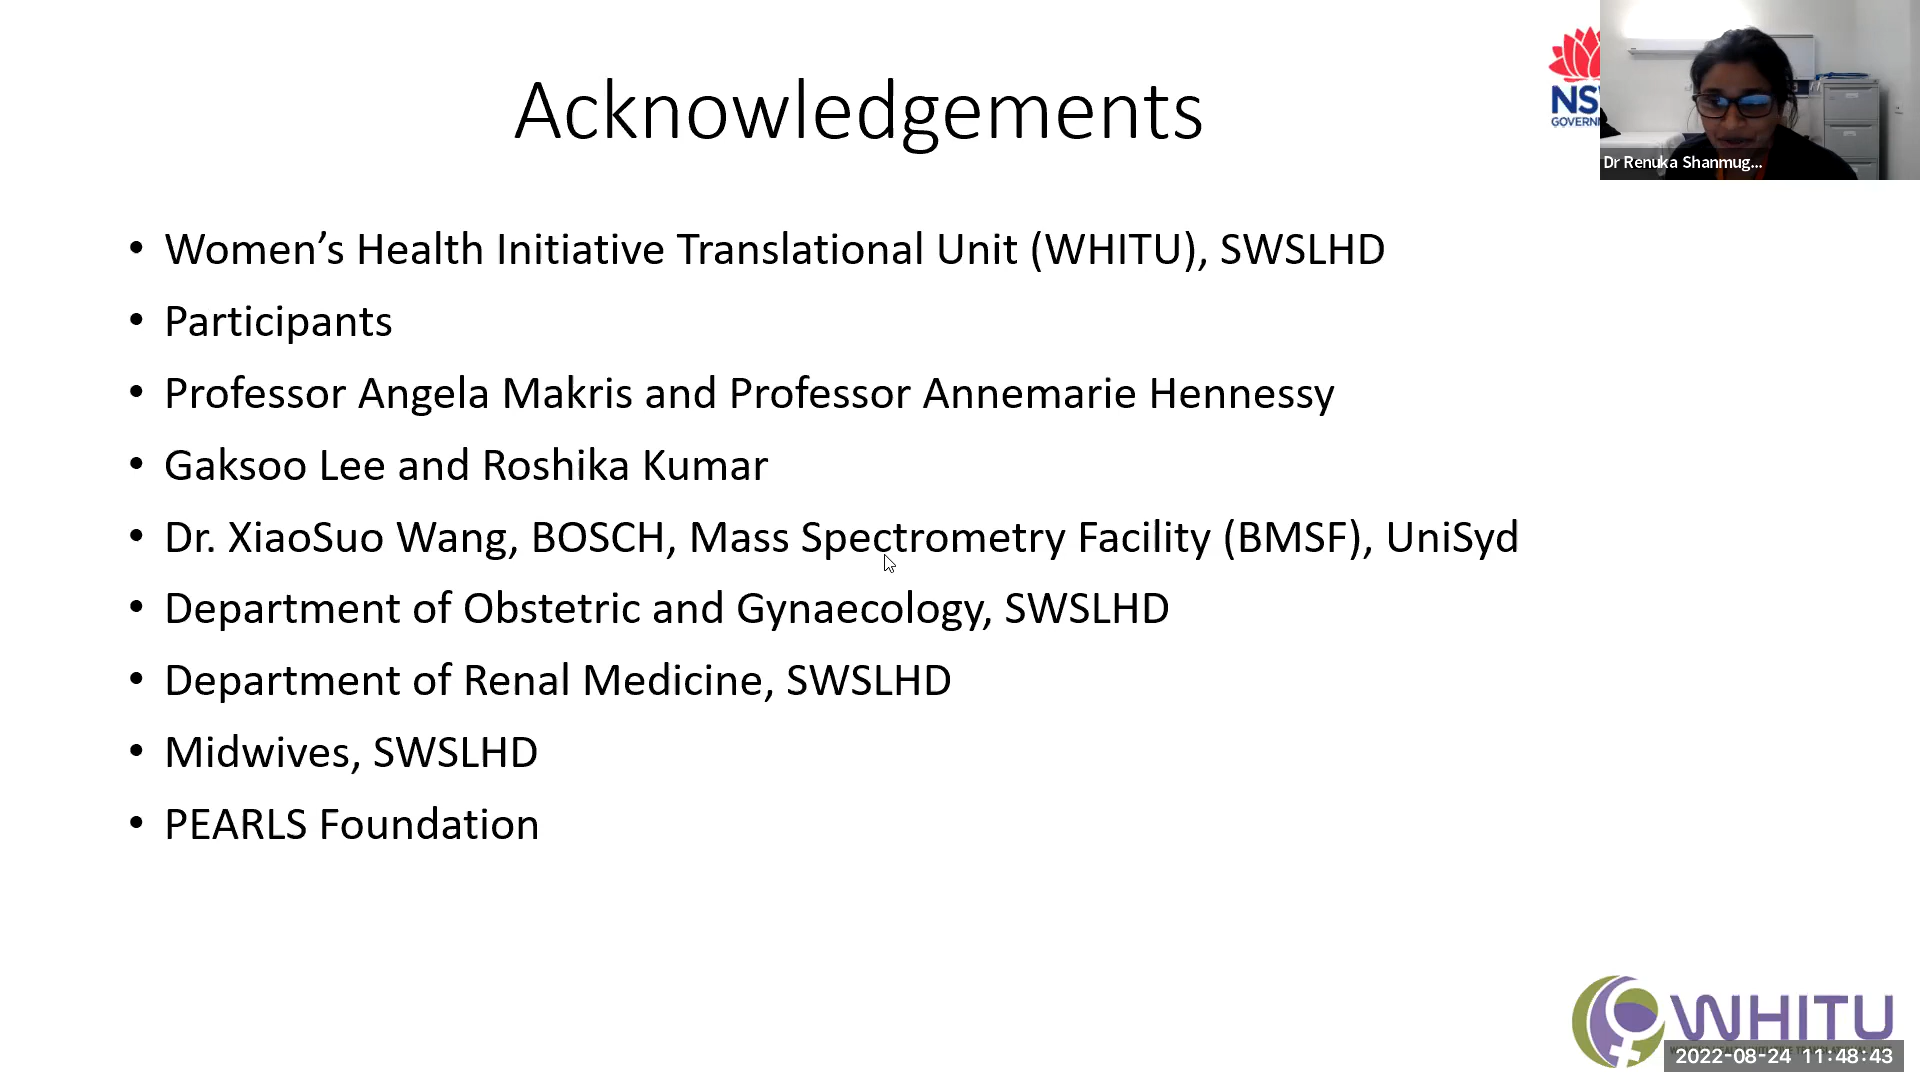 Acknowledgements
NS
GOVERN
Dr Renuka Shanmug...
• Women’s Health Initiative Translational Unit (WHITU), SWSLHD
• Participants
• Professor Angela Makris and Professor Annemarie Hennessy
• Gaksoo Lee and Roshika Kumar
• Dr. XiaoSuo Wang, BOSCH, Mass Spectrometry Facility (BMSF), UniSyd
• Department of Obstetric and Gynaecology, SWSLHD
• Department of Renal Medicine, SWSLHD
• Midwives, SWSLHD
• PEARLS Foundation
WHITU
2022-08-24 11:48:43